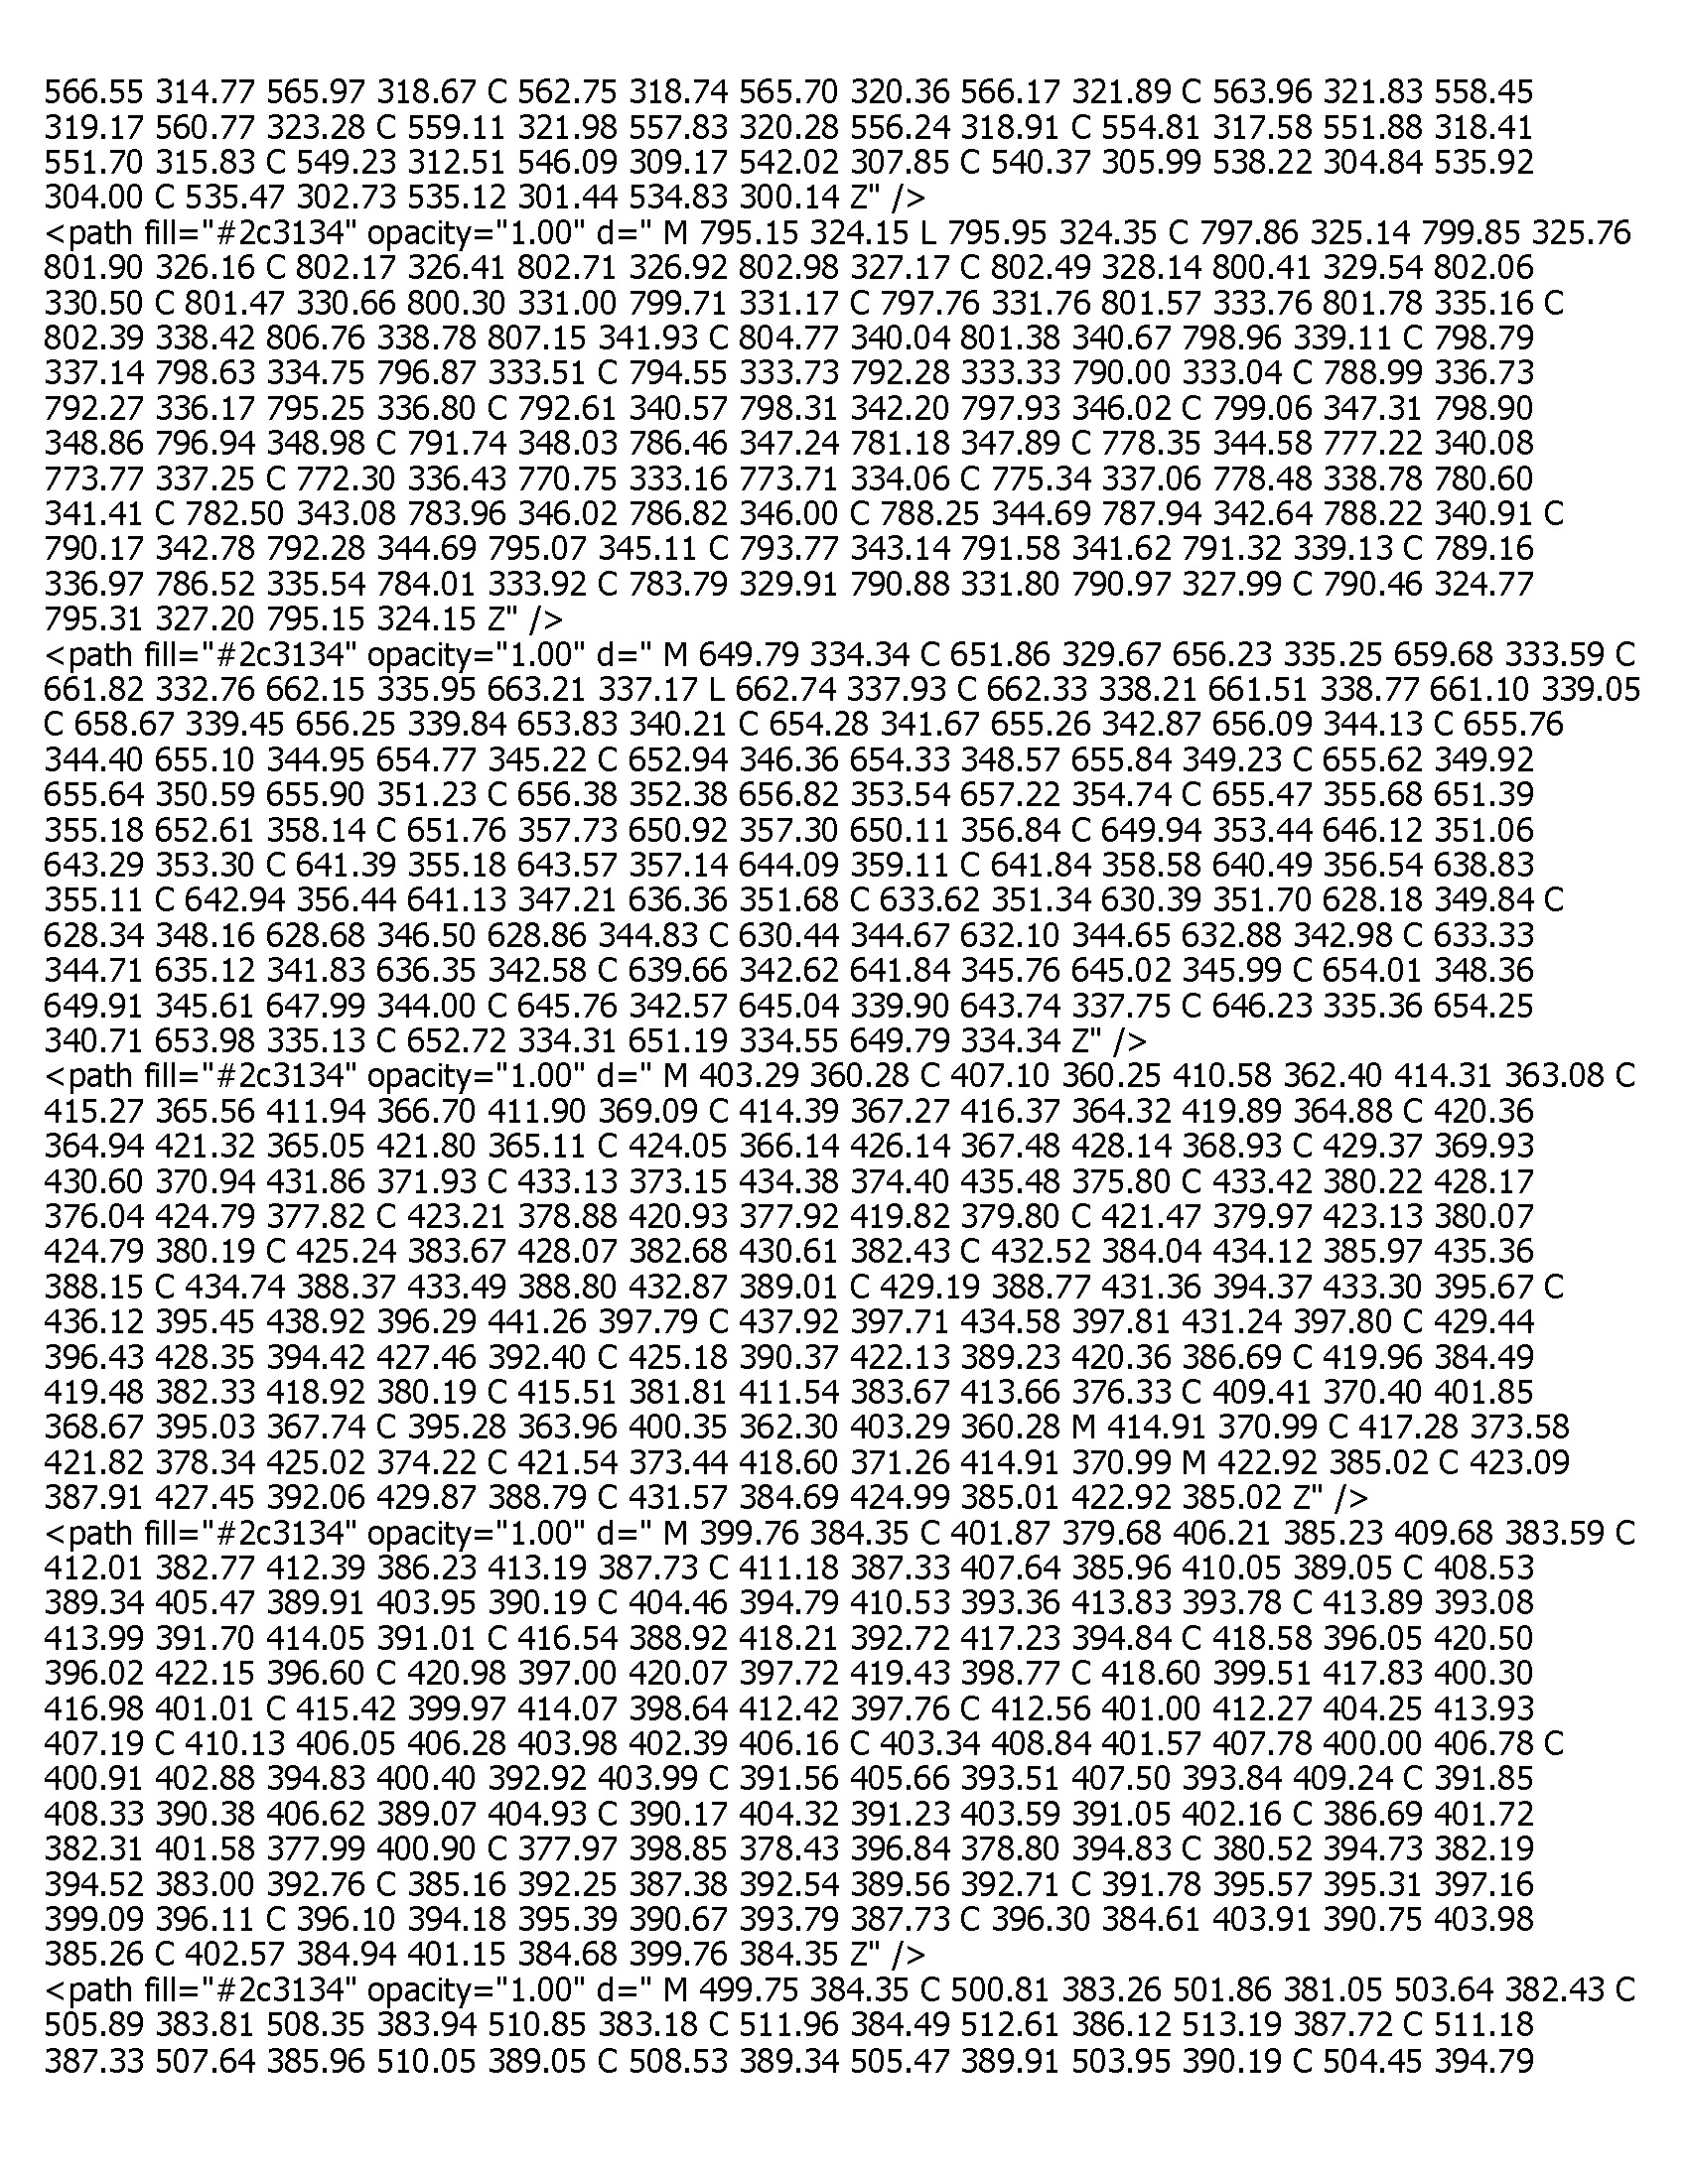 566.55 314.77 565.97 318.67 C 562.75 318.74 565.70 320.36 566.17 321.89 C 563.96 321.83 558.45
319.17 560.77 323.28 C 559.11 321.98 557.83 320.28 556.24 318.91 C 554.81 317.58 551.88 318.41
551.70 315.83 C 549.23 312.51 546.09 309.17 542.02 307.85 C 540.37 305.99 538.22 304.84 535.92
304.00 C 535.47 302.73 535.12 301.44 534.83 300.14 Z" />
<path fill="#2c3134" opacity="1.00" d=" M 795.15 324.15 L 795.95 324.35 C 797.86 325.14 799.85 325.76
801.90 326.16 C 802.17 326.41 802.71 326.92 802.98 327.17 C 802.49 328.14 800.41 329.54 802.06
330.50 C 801.47 330.66 800.30 331.00 799.71 331.17 C 797.76 331.76 801.57 333.76 801.78 335.16 C
802.39 338.42 806.76 338.78 807.15 341.93 C 804.77 340.04 801.38 340.67 798.96 339.11 C 798.79
337.14 798.63 334.75 796.87 333.51 C 794.55 333.73 792.28 333.33 790.00 333.04 C 788.99 336.73
792.27 336.17 795.25 336.80 C 792.61 340.57 798.31 342.20 797.93 346.02 C 799.06 347.31 798.90
348.86 796.94 348.98 C 791.74 348.03 786.46 347.24 781.18 347.89 C 778.35 344.58 777.22 340.08
773.77 337.25 C 772.30 336.43 770.75 333.16 773.71 334.06 C 775.34 337.06 778.48 338.78 780.60
341.41 C 782.50 343.08 783.96 346.02 786.82 346.00 C 788.25 344.69 787.94 342.64 788.22 340.91 C
790.17 342.78 792.28 344.69 795.07 345.11 C 793.77 343.14 791.58 341.62 791.32 339.13 C 789.16
336.97 786.52 335.54 784.01 333.92 C 783.79 329.91 790.88 331.80 790.97 327.99 C 790.46 324.77
795.31 327.20 795.15 324.15 Z" />
<path fill="#2c3134" opacity="1.00" d=" M 649.79 334.34 C 651.86 329.67 656.23 335.25 659.68 333.59 C
661.82 332.76 662.15 335.95 663.21 337.17 L 662.74 337.93 C 662.33 338.21 661.51 338.77 661.10 339.05
C 658.67 339.45 656.25 339.84 653.83 340.21 C 654.28 341.67 655.26 342.87 656.09 344.13 C 655.76
344.40 655.10 344.95 654.77 345.22 C 652.94 346.36 654.33 348.57 655.84 349.23 C 655.62 349.92
655.64 350.59 655.90 351.23 C 656.38 352.38 656.82 353.54 657.22 354.74 C 655.47 355.68 651.39
355.18 652.61 358.14 C 651.76 357.73 650.92 357.30 650.11 356.84 C 649.94 353.44 646.12 351.06
643.29 353.30 C 641.39 355.18 643.57 357.14 644.09 359.11 C 641.84 358.58 640.49 356.54 638.83
355.11 C 642.94 356.44 641.13 347.21 636.36 351.68 C 633.62 351.34 630.39 351.70 628.18 349.84 C
628.34 348.16 628.68 346.50 628.86 344.83 C 630.44 344.67 632.10 344.65 632.88 342.98 C 633.33
344.71 635.12 341.83 636.35 342.58 C 639.66 342.62 641.84 345.76 645.02 345.99 C 654.01 348.36
649.91 345.61 647.99 344.00 C 645.76 342.57 645.04 339.90 643.74 337.75 C 646.23 335.36 654.25
340.71 653.98 335.13 C 652.72 334.31 651.19 334.55 649.79 334.34 Z" />
<path fill="#2c3134" opacity="1.00" d=" M 403.29 360.28 C 407.10 360.25 410.58 362.40 414.31 363.08 C
415.27 365.56 411.94 366.70 411.90 369.09 C 414.39 367.27 416.37 364.32 419.89 364.88 C 420.36
364.94 421.32 365.05 421.80 365.11 C 424.05 366.14 426.14 367.48 428.14 368.93 C 429.37 369.93
430.60 370.94 431.86 371.93 C 433.13 373.15 434.38 374.40 435.48 375.80 C 433.42 380.22 428.17
376.04 424.79 377.82 C 423.21 378.88 420.93 377.92 419.82 379.80 C 421.47 379.97 423.13 380.07
424.79 380.19 C 425.24 383.67 428.07 382.68 430.61 382.43 C 432.52 384.04 434.12 385.97 435.36
388.15 C 434.74 388.37 433.49 388.80 432.87 389.01 C 429.19 388.77 431.36 394.37 433.30 395.67 C
436.12 395.45 438.92 396.29 441.26 397.79 C 437.92 397.71 434.58 397.81 431.24 397.80 C 429.44
396.43 428.35 394.42 427.46 392.40 C 425.18 390.37 422.13 389.23 420.36 386.69 C 419.96 384.49
419.48 382.33 418.92 380.19 C 415.51 381.81 411.54 383.67 413.66 376.33 C 409.41 370.40 401.85
368.67 395.03 367.74 C 395.28 363.96 400.35 362.30 403.29 360.28 M 414.91 370.99 C 417.28 373.58
421.82 378.34 425.02 374.22 C 421.54 373.44 418.60 371.26 414.91 370.99 M 422.92 385.02 C 423.09
387.91 427.45 392.06 429.87 388.79 C 431.57 384.69 424.99 385.01 422.92 385.02 Z" />
<path fill="#2c3134" opacity="1.00" d=" M 399.76 384.35 C 401.87 379.68 406.21 385.23 409.68 383.59 C
412.01 382.77 412.39 386.23 413.19 387.73 C 411.18 387.33 407.64 385.96 410.05 389.05 C 408.53
389.34 405.47 389.91 403.95 390.19 C 404.46 394.79 410.53 393.36 413.83 393.78 C 413.89 393.08
413.99 391.70 414.05 391.01 C 416.54 388.92 418.21 392.72 417.23 394.84 C 418.58 396.05 420.50
396.02 422.15 396.60 C 420.98 397.00 420.07 397.72 419.43 398.77 C 418.60 399.51 417.83 400.30
416.98 401.01 C 415.42 399.97 414.07 398.64 412.42 397.76 C 412.56 401.00 412.27 404.25 413.93
407.19 C 410.13 406.05 406.28 403.98 402.39 406.16 C 403.34 408.84 401.57 407.78 400.00 406.78 C
400.91 402.88 394.83 400.40 392.92 403.99 C 391.56 405.66 393.51 407.50 393.84 409.24 C 391.85
408.33 390.38 406.62 389.07 404.93 C 390.17 404.32 391.23 403.59 391.05 402.16 C 386.69 401.72
382.31 401.58 377.99 400.90 C 377.97 398.85 378.43 396.84 378.80 394.83 C 380.52 394.73 382.19
394.52 383.00 392.76 C 385.16 392.25 387.38 392.54 389.56 392.71 C 391.78 395.57 395.31 397.16
399.09 396.11 C 396.10 394.18 395.39 390.67 393.79 387.73 C 396.30 384.61 403.91 390.75 403.98
385.26 C 402.57 384.94 401.15 384.68 399.76 384.35 Z" />
<path fill="#2c3134" opacity="1.00" d=" M 499.75 384.35 C 500.81 383.26 501.86 381.05 503.64 382.43 C
505.89 383.81 508.35 383.94 510.85 383.18 C 511.96 384.49 512.61 386.12 513.19 387.72 C 511.18
387.33 507.64 385.96 510.05 389.05 C 508.53 389.34 505.47 389.91 503.95 390.19 C 504.45 394.79